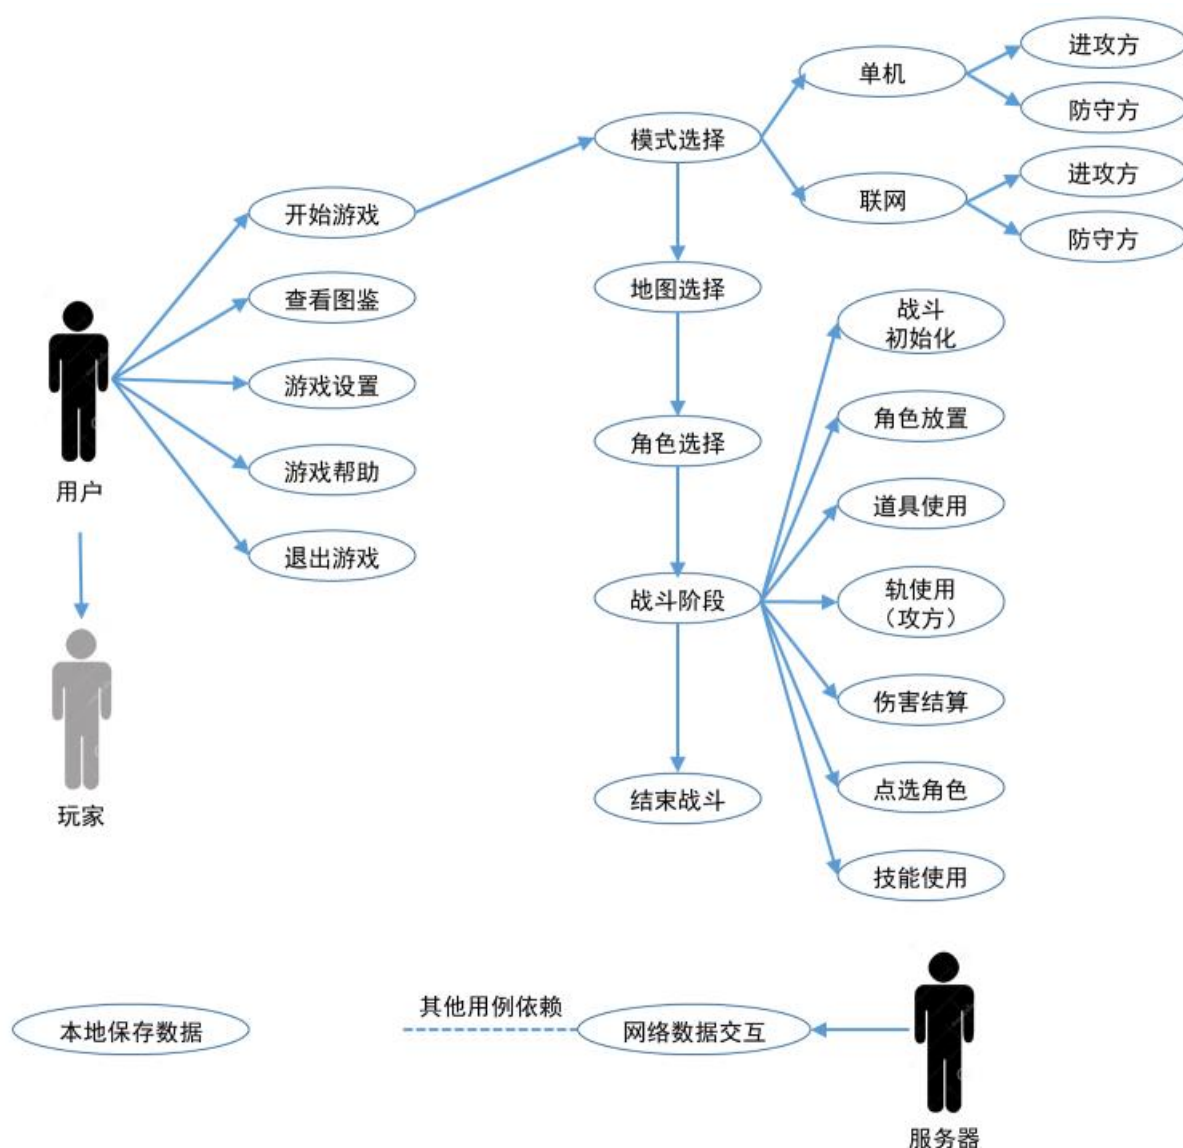 单机
进攻方
防守方
模式选择
联网
进攻方
防守方
开始游戏
查看图鉴
游戏设置
游戏帮助
退出游戏
用户
玩家
地图选择
角色选择
战斗阶段
结束战斗
战斗
初始化
角色放置
道具使用
轨使用
（攻方）
伤害结算
点选角色
技能使用
本地保存数据
其他用例依赖
网络数据交互
服务器